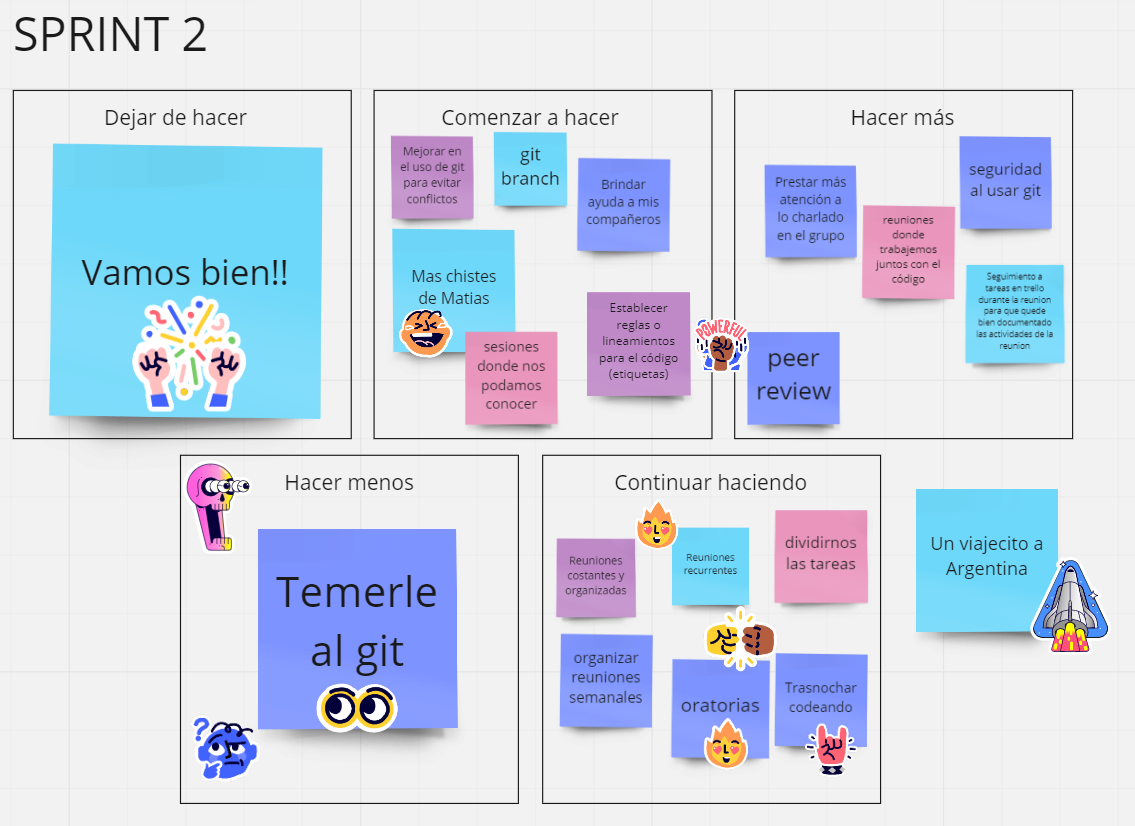 SPRINT 2
Dejar de hacer
Vamos bien!!
Comenzar a hacer
Mejorar en
el uso de git
para evitar
conflictos
git
branch
Brindar
ayuda a mis
compañeros
Mas chistes
de Matias
sesiones
donde nos
podamos
conocer
Establecer
reglas o
lineamientos
para el código
(etiquetas)
Hacer más
Prestar más
atención a
lo charlado
en el grupo
reuniones
donde
trabajemos
juntos con el
código
seguridad
al usar git
Seguimiento a
tareas en trello
durante la reunion
para que quede
bien documentado
las actividades de la
reunion
POWERFUL
peer
review
Hacer menos
Temerle
al git
?
Continuar haciendo
Reuniones
costantes y
organizadas
Reuniones
recurrentes
dividirnos
las tareas
organizar
reuniones
semanales
oratorias
Trasnochar
codeando
Un viajecito a
Argentina